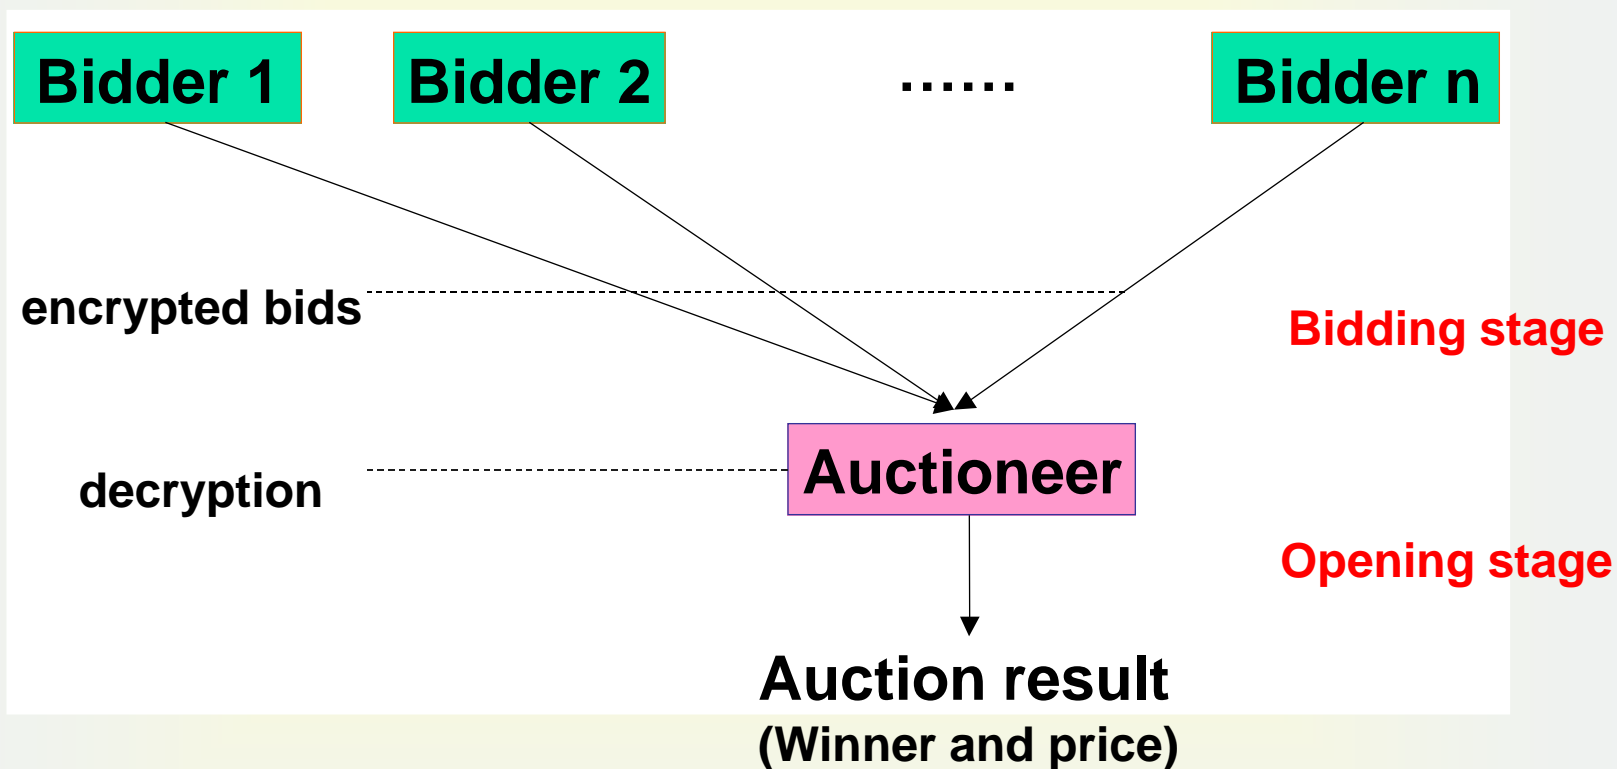 Bidder 1
Bidder 2
......
Bidder n
encrypted bids
Bidding stage
Auctioneer
decryption
Opening stage
Auction result
(Winner and price)